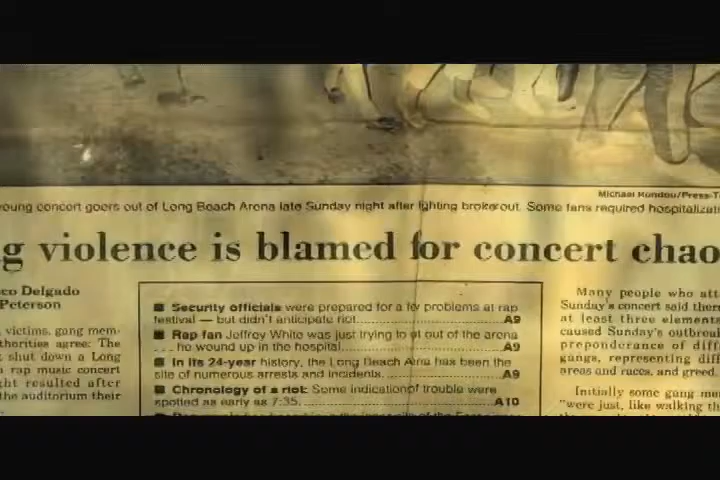 Michael Rondou/Press-T
young concert goers out of Long Beach Arena late Sunday night after fighting broke out. Some fans required hospitalizat
g violence is blamed for concert chao
co Delgado
Peterson
victims, gang mem-
thorities agree: The
shut down a Long
rap music concert
ght resulted after
the auditorium their
■ Security officials were prepared for a few problems at rap
festival — but didn't anticipate riot. A9
■ Rap fan Jeffrey White was just trying to get out of the arena
... he wound up in the hospital. A9
■ In its 24-year history, the Long Beach Arena has been the
site of numerous arrests and incidents. A9
■ Chronology of a riot: Some indication of trouble were
spotted as early as 7:35. A10
Many people who att
Sunday's concert said ther
at least three element
caused Sunday's outbrou
preponderance of diff
gangs, representing diff
areas and races, and greed.
Initially some gang me
"were just, like walking th